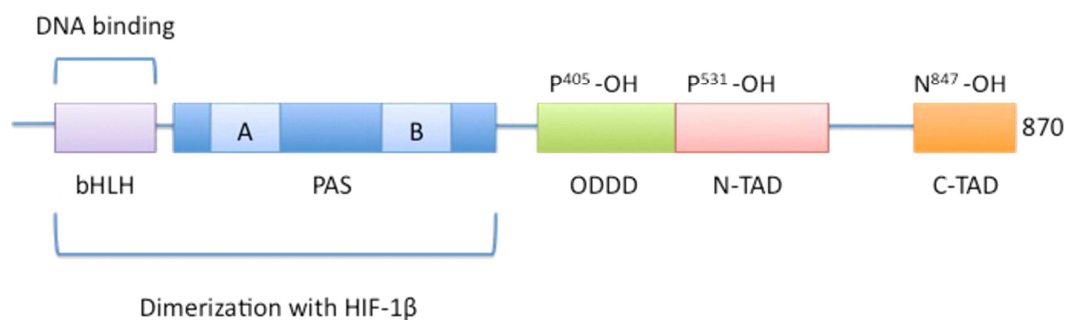 DNA binding
P⁴⁰⁵ -OH P⁵³¹ -OH N⁸⁴⁷ -OH
A B 870
bHLH PAS ODDD N-TAD C-TAD
Dimerization with HIF-1β